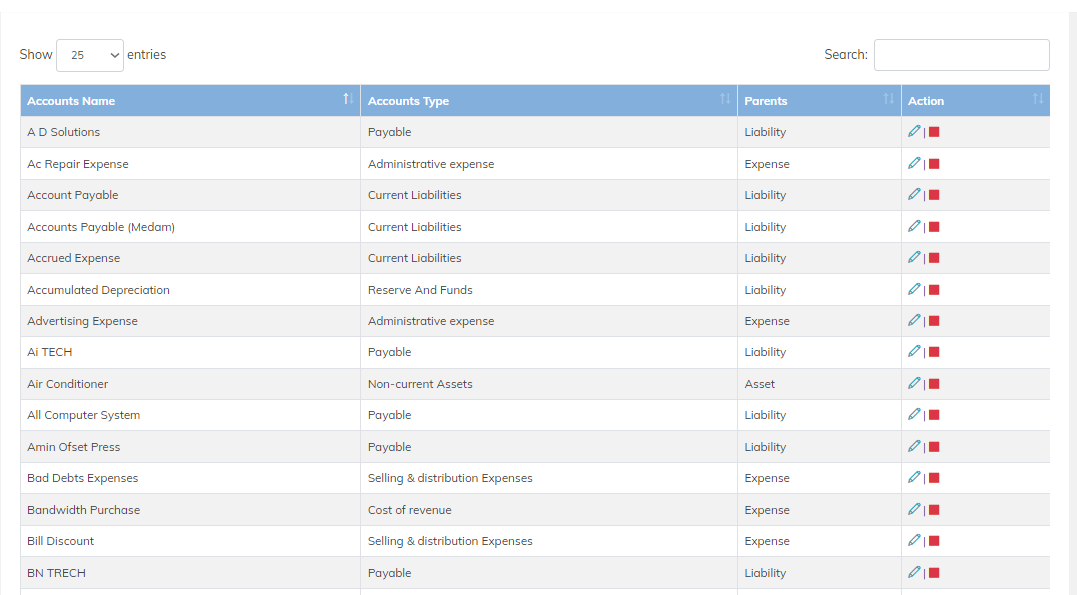 Show 25 entries Search:
Accounts Name Accounts Type Parents Action
A D Solutions Payable Liability |
Ac Repair Expense Administrative expense Expense |
Account Payable Current Liabilities Liability |
Accounts Payable (Medam) Current Liabilities Liability |
Accrued Expense Current Liabilities Liability |
Accumulated Depreciation Reserve And Funds Liability |
Advertising Expense Administrative expense Expense |
Ai TECH Payable Liability |
Air Conditioner Non-current Assets Asset |
All Computer System Payable Liability |
Amin Ofset Press Payable Liability |
Bad Debts Expenses Selling & distribution Expenses Expense |
Bandwidth Purchase Cost of revenue Expense |
Bill Discount Selling & distribution Expenses Expense |
BN TRECH Payable Liability |